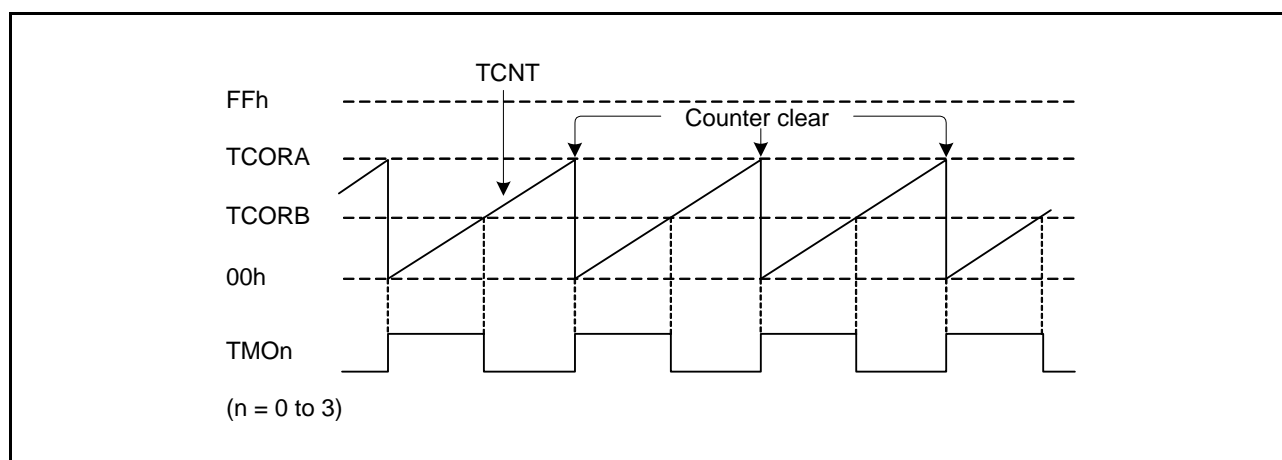 TCNT
FFh
Counter clear
TCORA
TCORB
00h
TMOn
(n = 0 to 3)